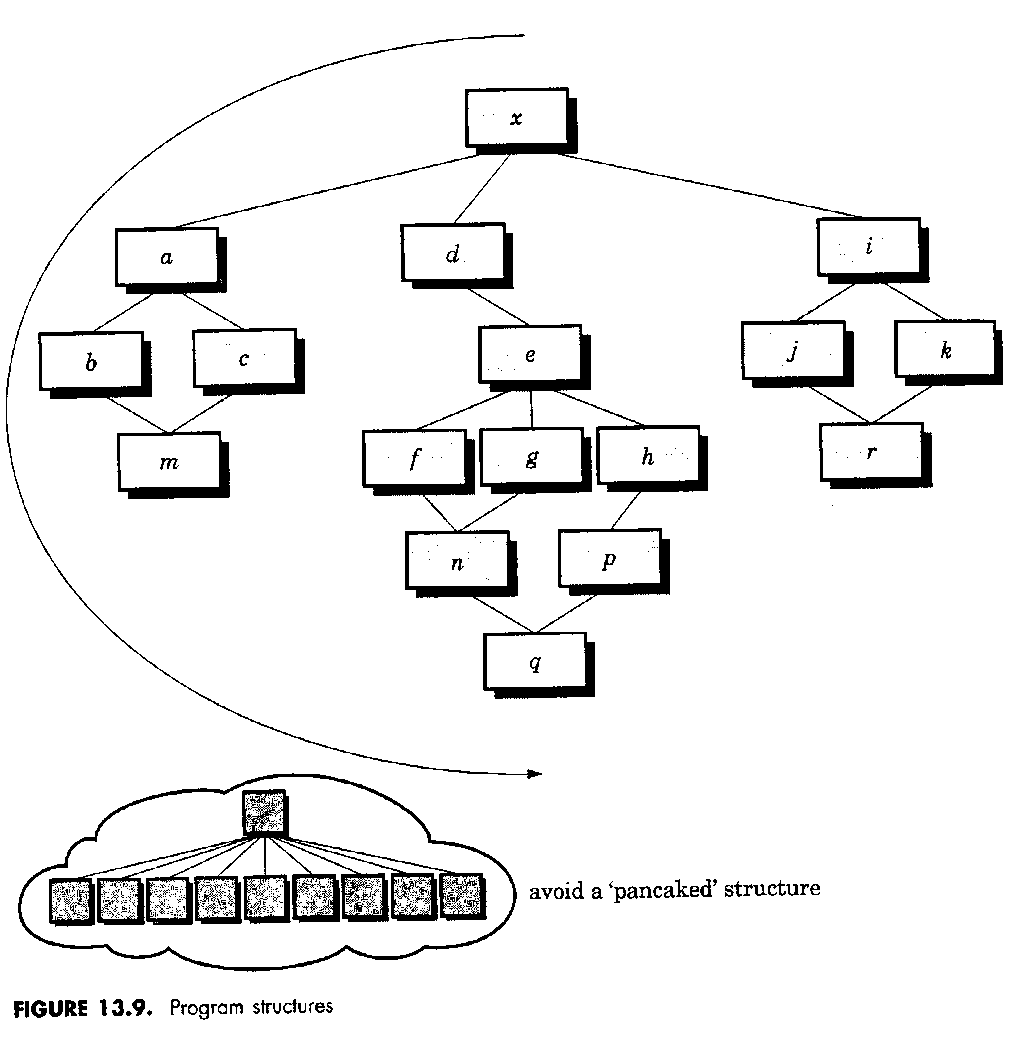 x
a
d
i
b
c
e
j
k
m
f
g
h
r
n
p
q
avoid a 'pancaked' structure
FIGURE 13.9. Program structures